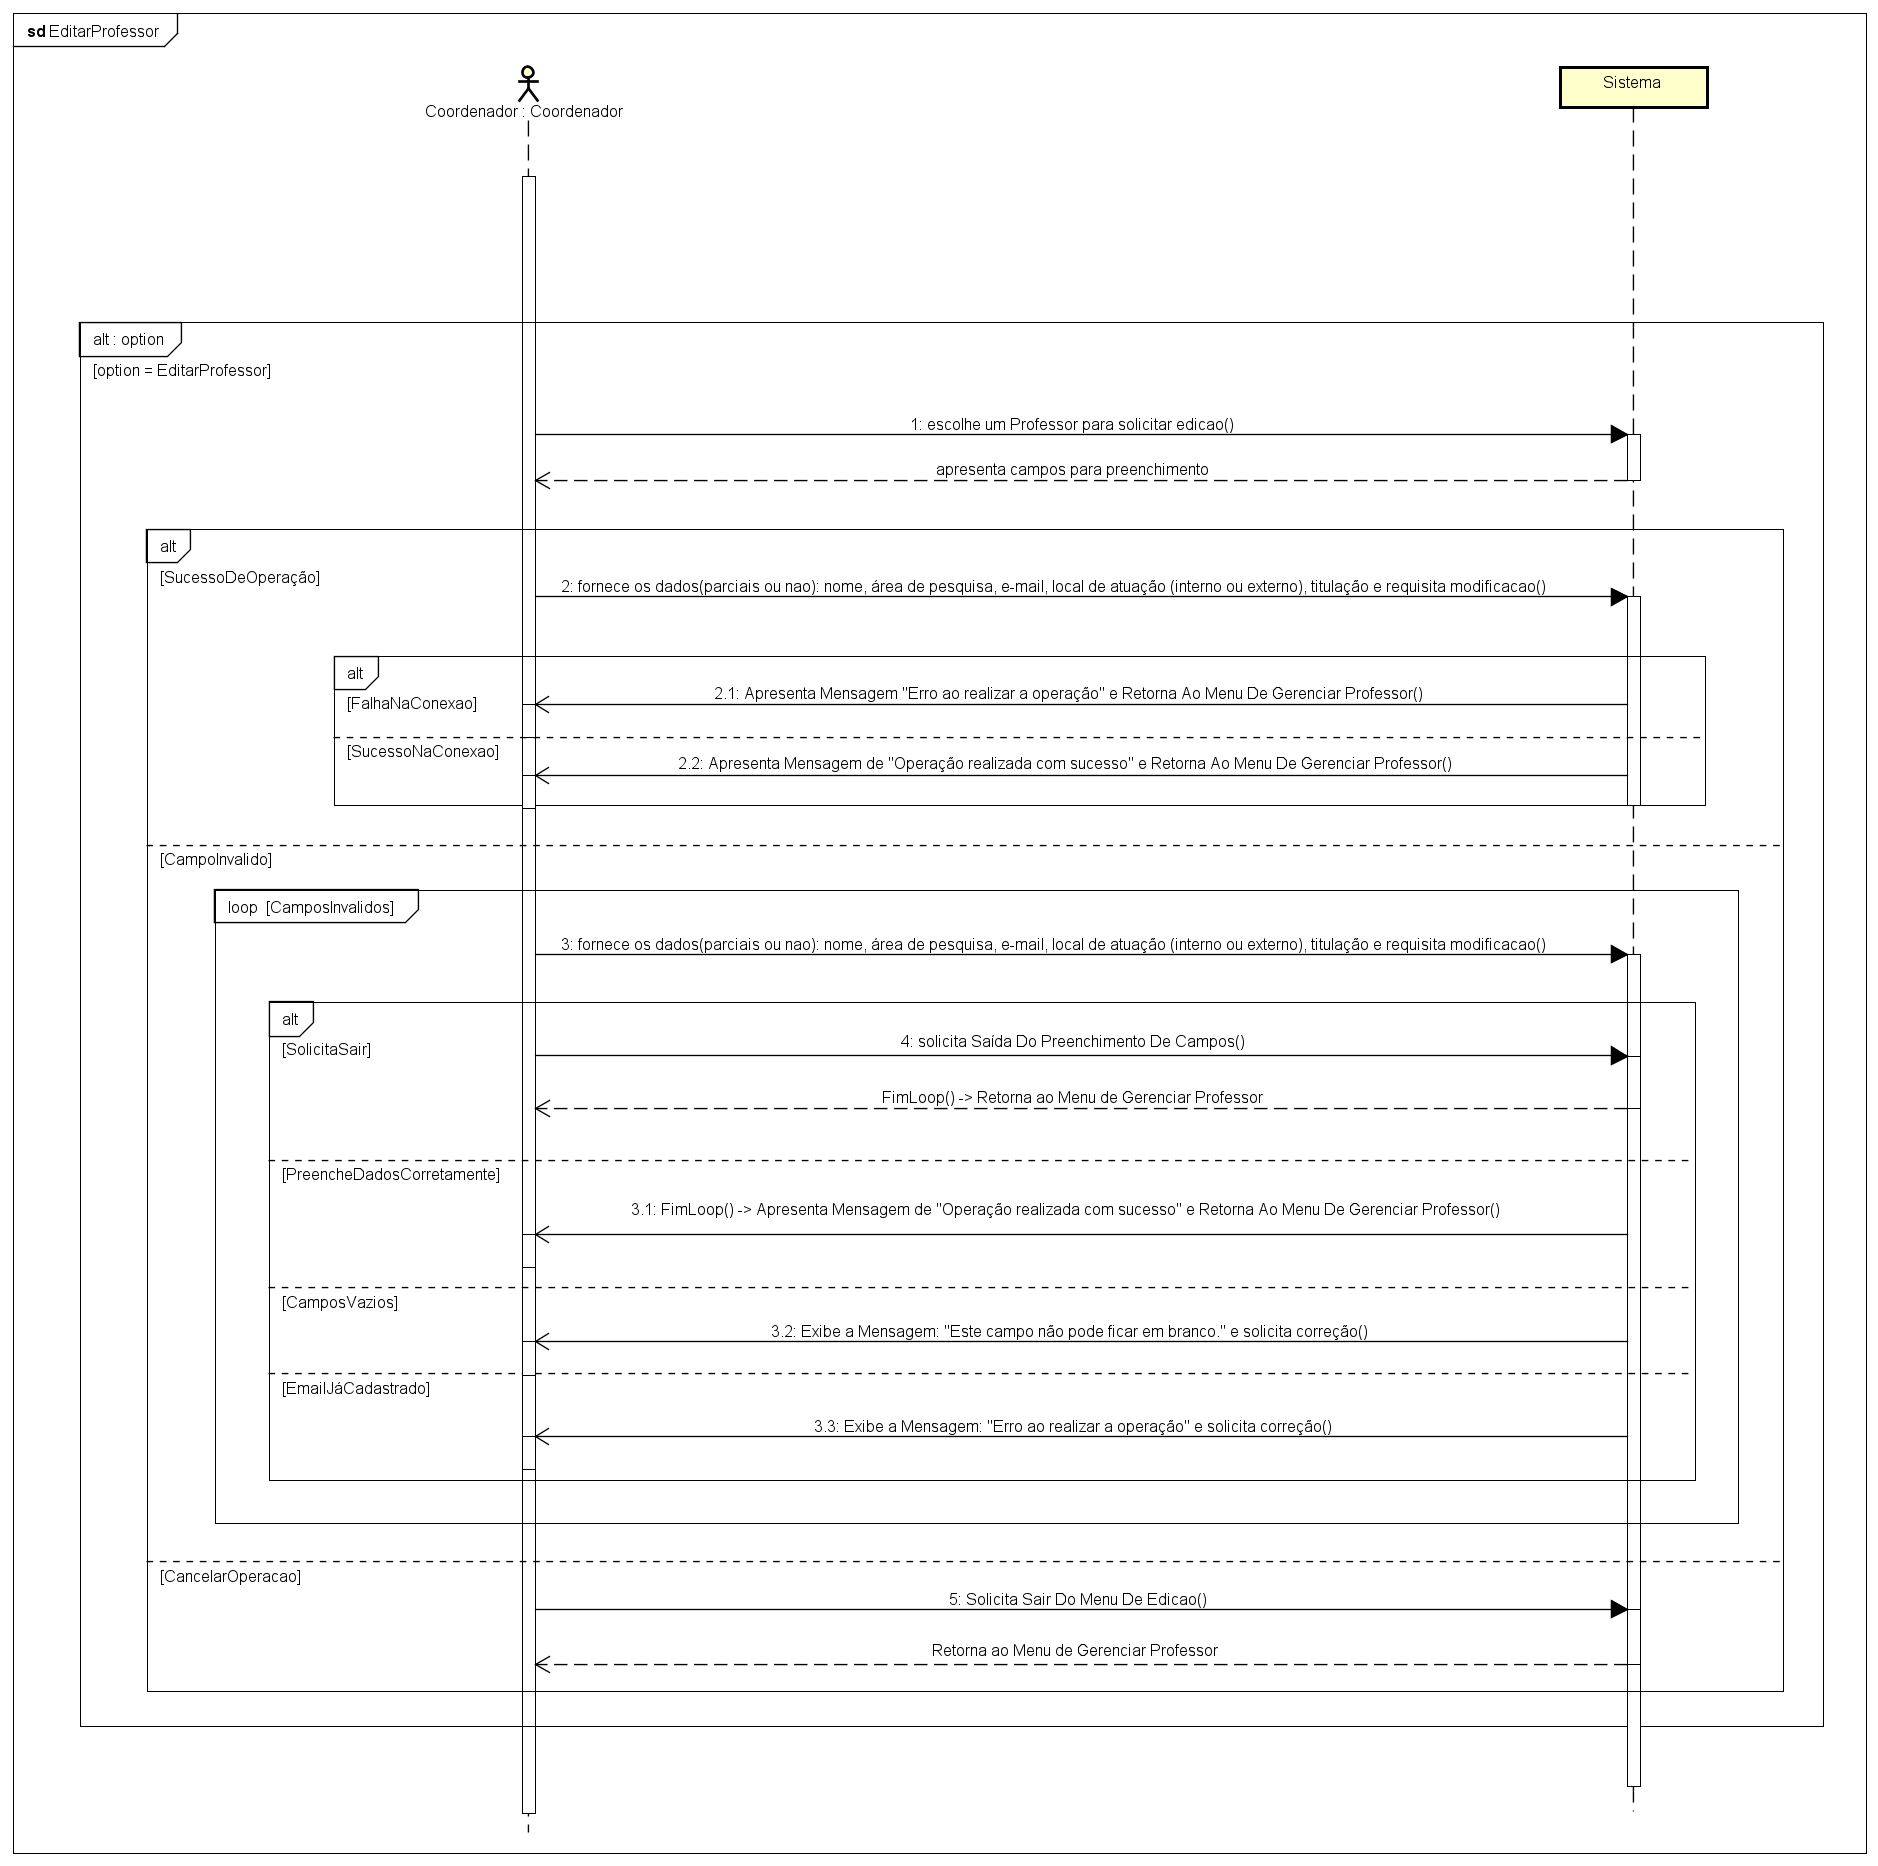 sd EditarProfessor
Coordenador : Coordenador
Sistema
alt : option
[option = EditarProfessor]
1: escolhe um Professor para solicitar edicao()
apresenta campos para preenchimento
alt
[SucessoDeOperação]
2: fornece os dados(parciais ou nao): nome, área de pesquisa, e-mail, local de atuação (interno ou externo), titulação e requisita modificacao()
alt
[FalhaNaConexao]
2.1: Apresenta Mensagem "Erro ao realizar a operação" e Retorna Ao Menu De Gerenciar Professor()
[SucessoNaConexao]
2.2: Apresenta Mensagem de "Operação realizada com sucesso" e Retorna Ao Menu De Gerenciar Professor()
[CampoInvalido]
loop [CamposInvalidos]
3: fornece os dados(parciais ou nao): nome, área de pesquisa, e-mail, local de atuação (interno ou externo), titulação e requisita modificacao()
alt
[SolicitaSair]
4: solicita Saída Do Preenchimento De Campos()
FimLoop() -> Retorna ao Menu de Gerenciar Professor
[PreencheDadosCorretamente]
3.1: FimLoop() -> Apresenta Mensagem de "Operação realizada com sucesso" e Retorna Ao Menu De Gerenciar Professor()
[CamposVazios]
3.2: Exibe a Mensagem: "Este campo não pode ficar em branco." e solicita correção()
[EmailJáCadastrado]
3.3: Exibe a Mensagem: "Erro ao realizar a operação" e solicita correção()
[CancelarOperacao]
5: Solicita Sair Do Menu De Edicao()
Retorna ao Menu de Gerenciar Professor